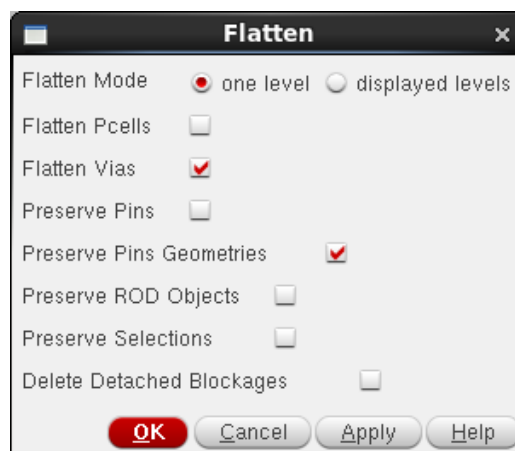 Flatten
Flatten Mode one level displayed levels
Flatten Pcells
Flatten Vias
Preserve Pins
Preserve Pins Geometries
Preserve ROD Objects
Preserve Selections
Delete Detached Blockages
OK Cancel Apply Help